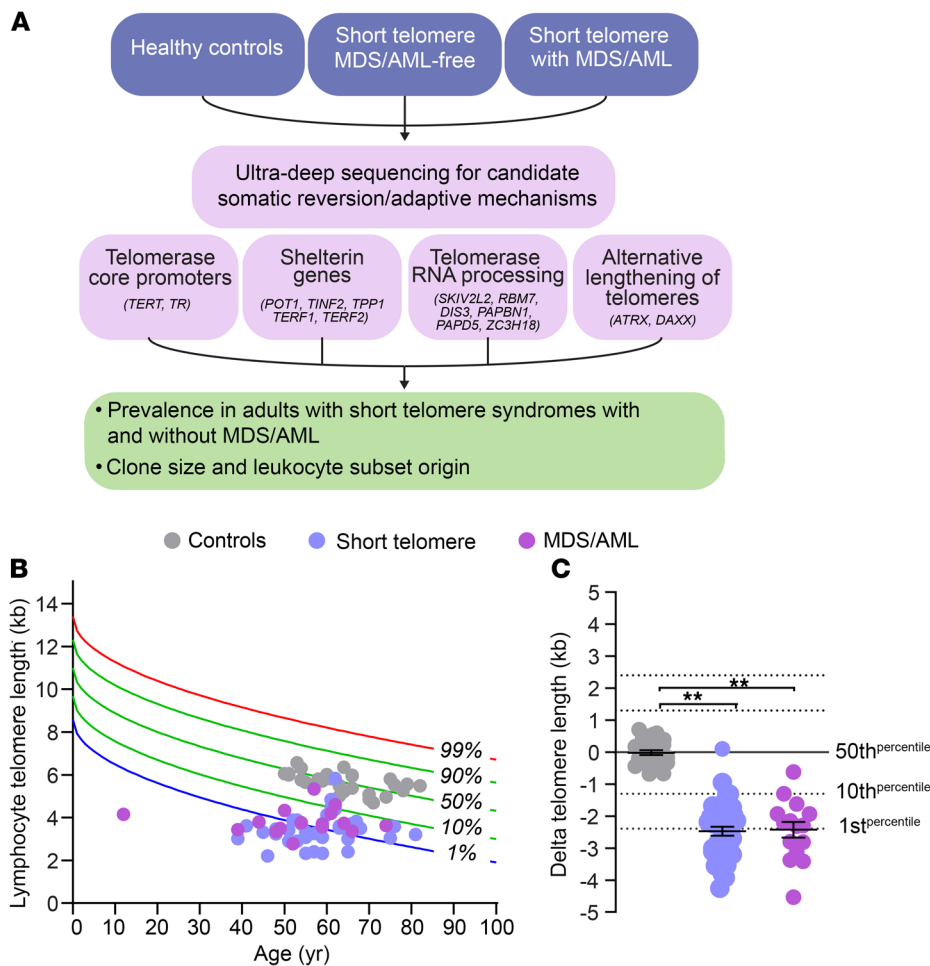 A
Healthy controls
Short telomere
MDS/AML-free
Short telomere
with MDS/AML
Ultra-deep sequencing for candidate
somatic reversion/adaptive mechanisms
Telomerase
core promoters
(TERT, TR)
Shelterin
genes
(POT1, TINF2, TPP1
TERF1, TERF2)
Telomerase
RNA processing
(SKIV2L2, RBM7,
DIS3, PAPBN1,
PAPD5, ZC3H18)
Alternative
lengthening of
telomeres
(ATRX, DAXX)
• Prevalence in adults with short telomere syndromes with
and without MDS/AML
• Clone size and leukocyte subset origin
Controls
Short telomere
MDS/AML
B
Lymphocyte telomere length (kb)
14
12
10
8
6
4
2
0
99%
90%
50%
10%
1%
0 10 20 30 40 50 60 70 80 90 100
Age (yr)
C
Delta telomere length (kb)
5
4
3
2
1
0
-1
-2
-3
-4
-5
**
**
50th percentile
10th percentile
1st percentile